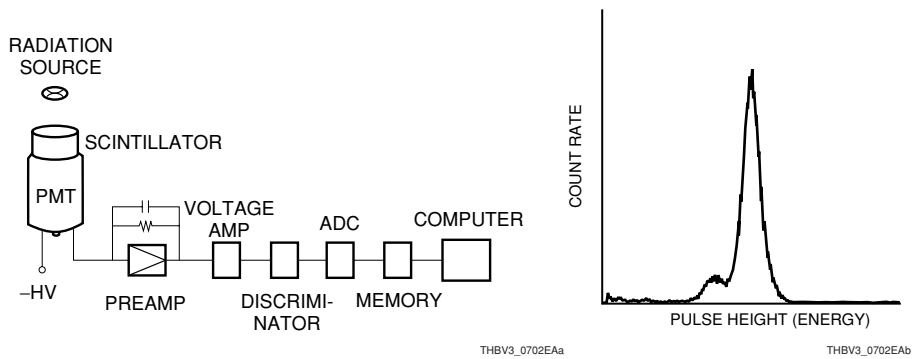 RADIATION
SOURCE
SCINTILLATOR
PMT
VOLTAGE
AMP
ADC
COMPUTER
–HV
PREAMP
DISCRIMI-
NATOR
MEMORY
THBV3_0702EAa
COUNT RATE
PULSE HEIGHT (ENERGY)
THBV3_0702EAb